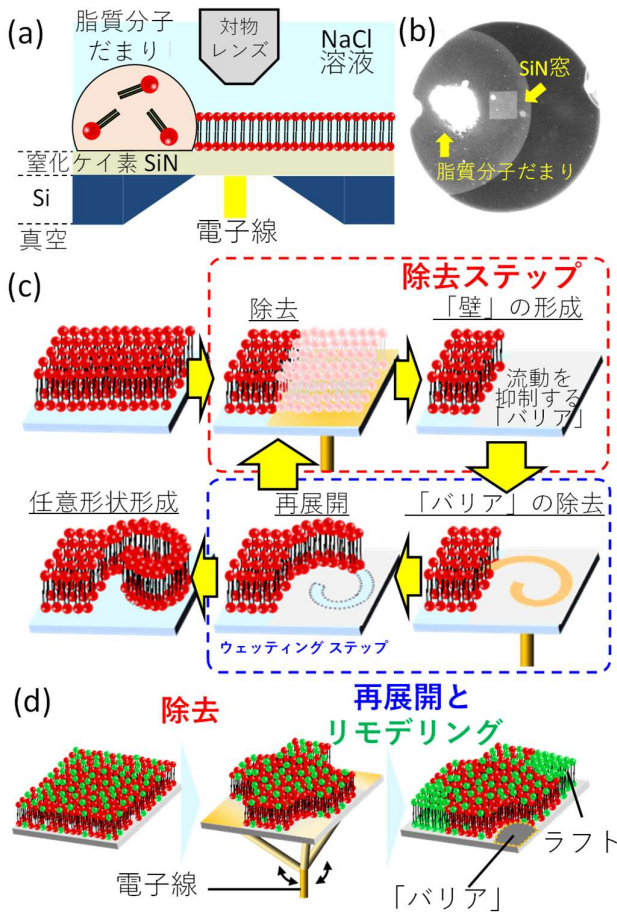 (a)
脂質分子
だまり
対物
レンズ
NaCl
溶液
窒化ケイ素 SiN
Si
真空
電子線
(b)
SiN窓
脂質分子だまり
(c)
除去ステップ
除去
「壁」の形成
流動を
抑制する
「バリア」
任意形状形成
再展開
「バリア」の除去
ウェッティング ステップ
(d)
除去
再展開と
リモデリング
電子線
「バリア」
ラフト